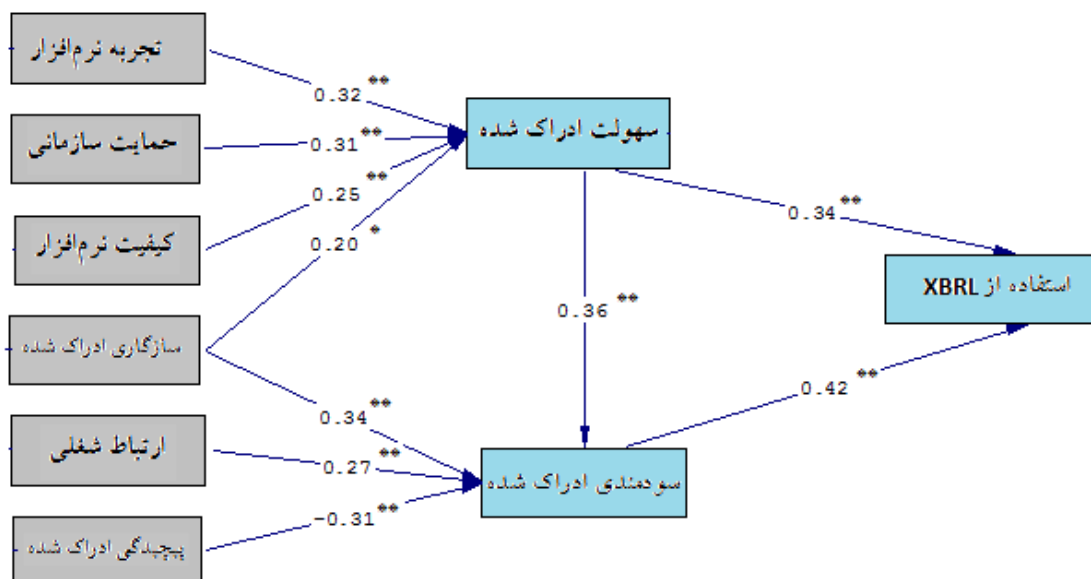 تجربه نرم‌افزار
0.32**
سهولت ادراک شده
حمایت سازمانی
0.31**
0.25**
0.34**
کیفیت نرم‌افزار
0.20*
استفاده از XBRL
0.36**
سازگاری ادراک شده
0.42**
0.34**
ارتباط شغلی
0.27**
سودمندی ادراک شده
-0.31**
پیچیدگی ادراک شده